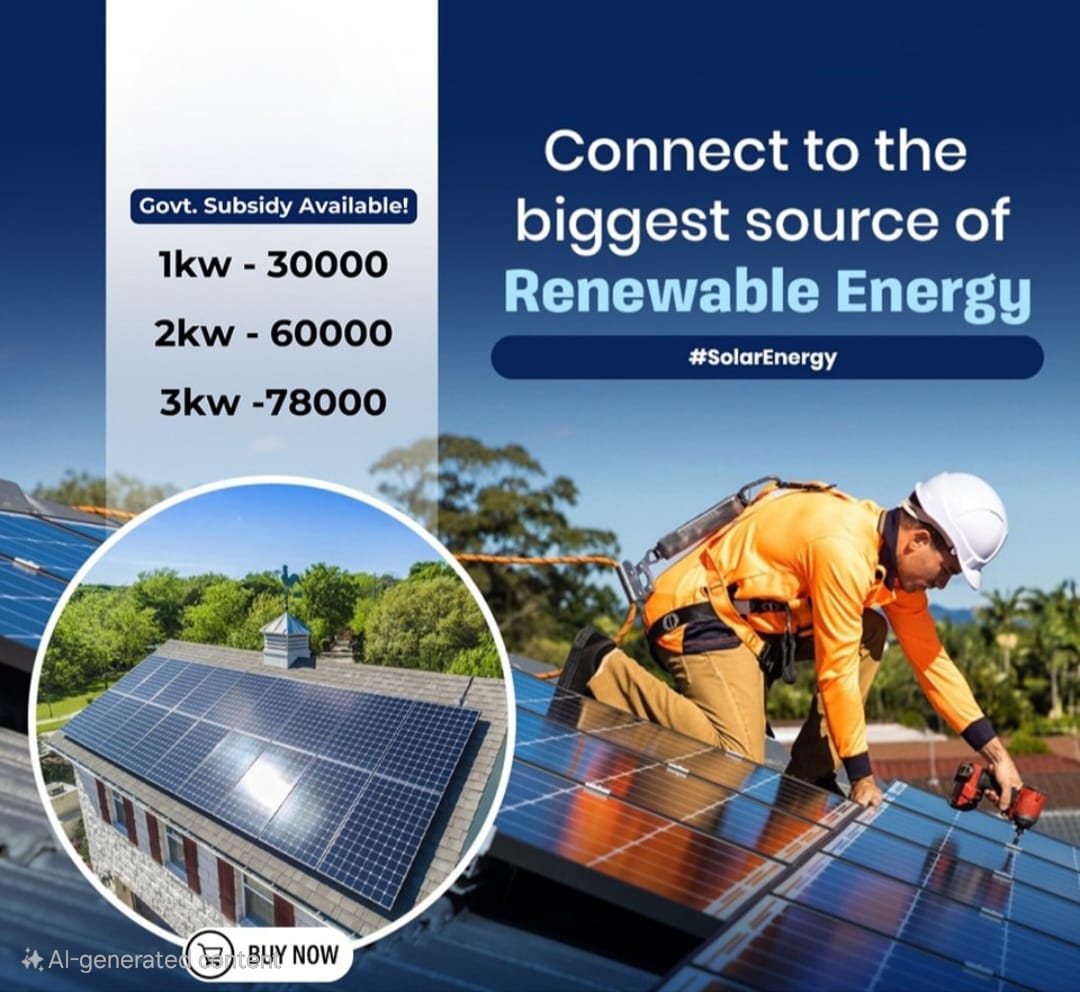 Govt. Subsidy Available!
1kw - 30000
2kw - 60000
3kw -78000
Connect to the
biggest source of
Renewable Energy
#SolarEnergy
BUY NOW
AI-generated content